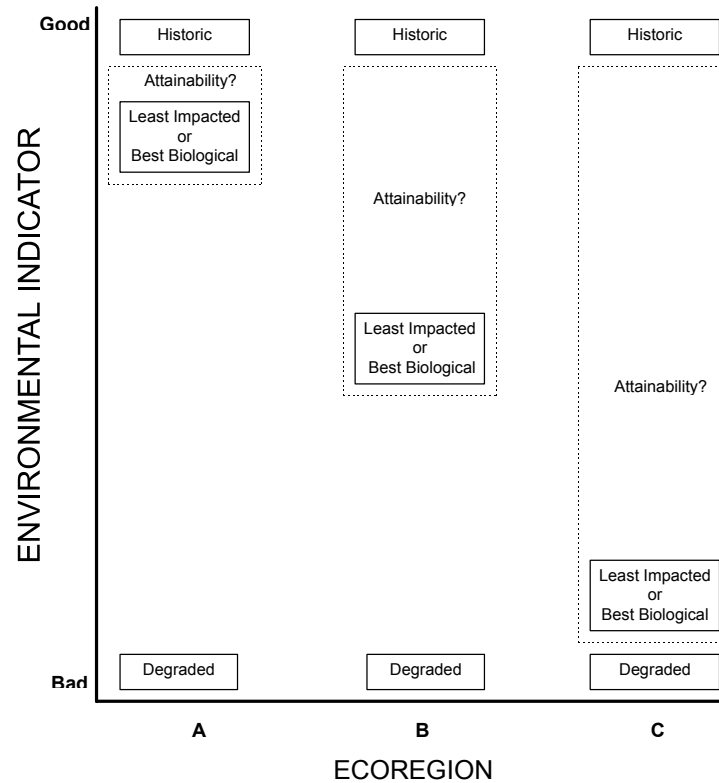 Good
Historic
Historic
Historic
Attainability?
Least Impacted
or
Best Biological
Attainability?
Least Impacted
or
Best Biological
Attainability?
Least Impacted
or
Best Biological
ENVIRONMENTAL INDICATOR
Degraded
Degraded
Degraded
Bad
A
B
C
ECOREGION